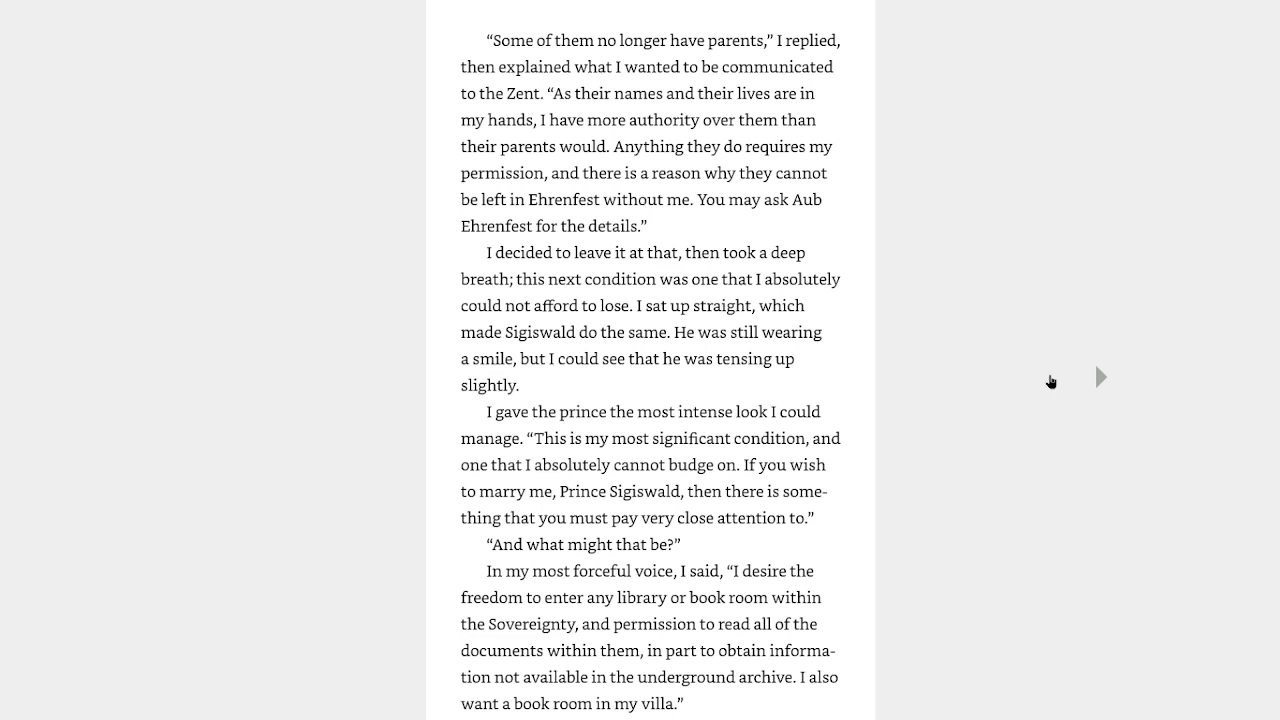 “Some of them no longer have parents,” I replied,
then explained what I wanted to be communicated
to the Zent. “As their names and their lives are in
my hands, I have more authority over them than
their parents would. Anything they do requires my
permission, and there is a reason why they cannot
be left in Ehrenfest without me. You may ask Aub
Ehrenfest for the details.”
I decided to leave it at that, then took a deep
breath; this next condition was one that I absolutely
could not afford to lose. I sat up straight, which
made Sigiswald do the same. He was still wearing
a smile, but I could see that he was tensing up
slightly.
I gave the prince the most intense look I could
manage. “This is my most significant condition, and
one that I absolutely cannot budge on. If you wish
to marry me, Prince Sigiswald, then there is some-
thing that you must pay very close attention to.”
“And what might that be?”
In my most forceful voice, I said, “I desire the
freedom to enter any library or book room within
the Sovereignty, and permission to read all of the
documents within them, in part to obtain informa-
tion not available in the underground archive. I also
want a book room in my villa.”